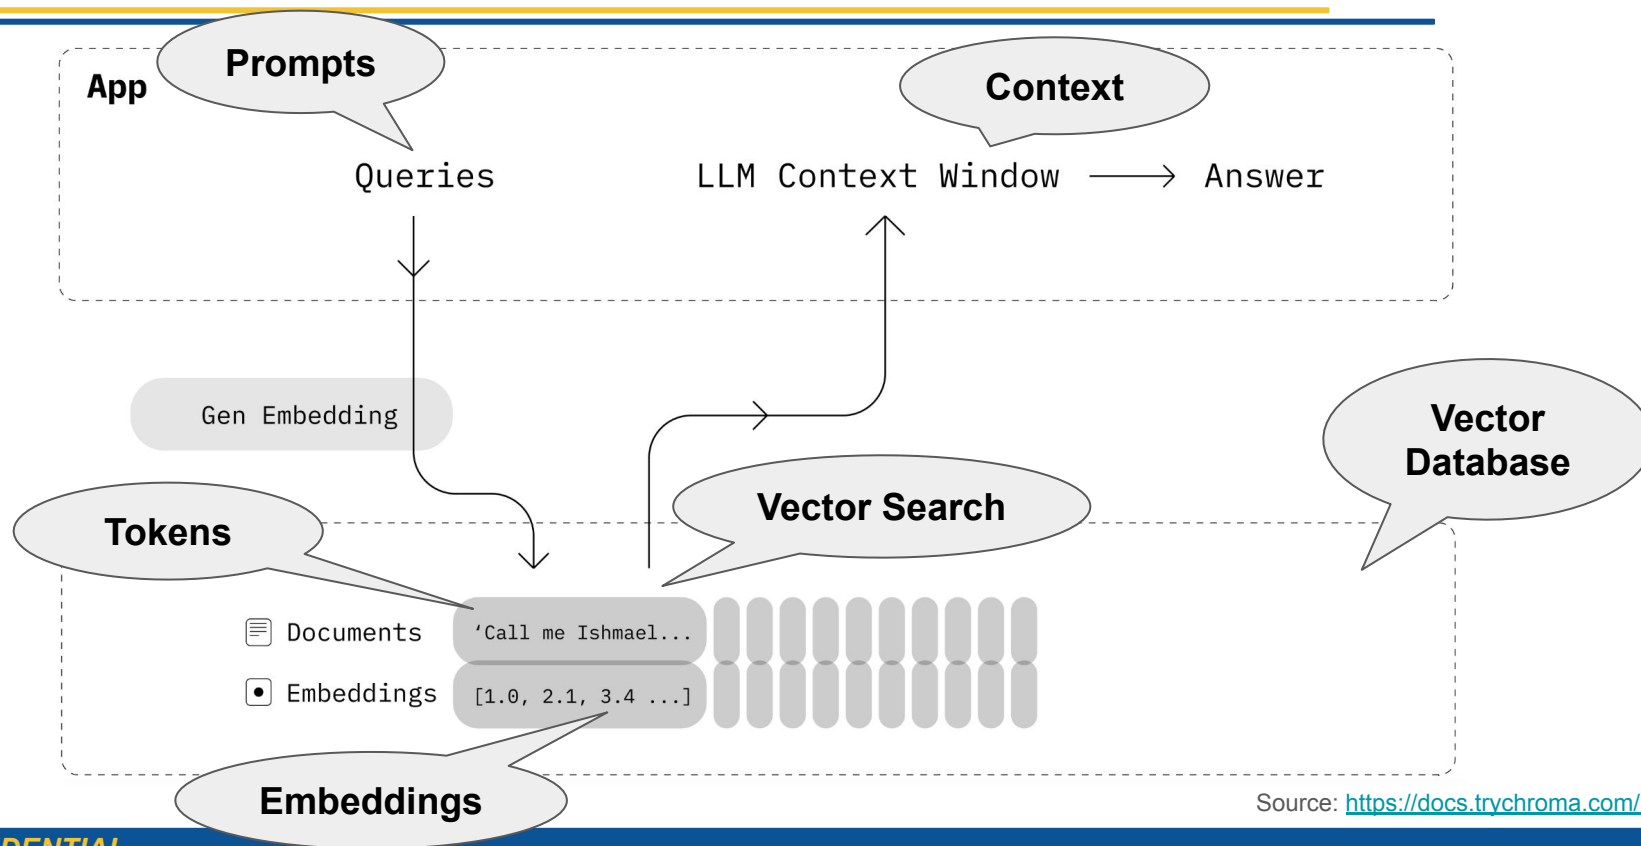 Prompts
Context
App
Queries
LLM Context Window
Answer
Gen Embedding
Vector
Database
Vector Search
Tokens
Documents
'Call me Ishmael...
Embeddings
[1.0, 2.1, 3.4 ...]
Embeddings
Source: https://docs.trychroma.com/
DENTIAL